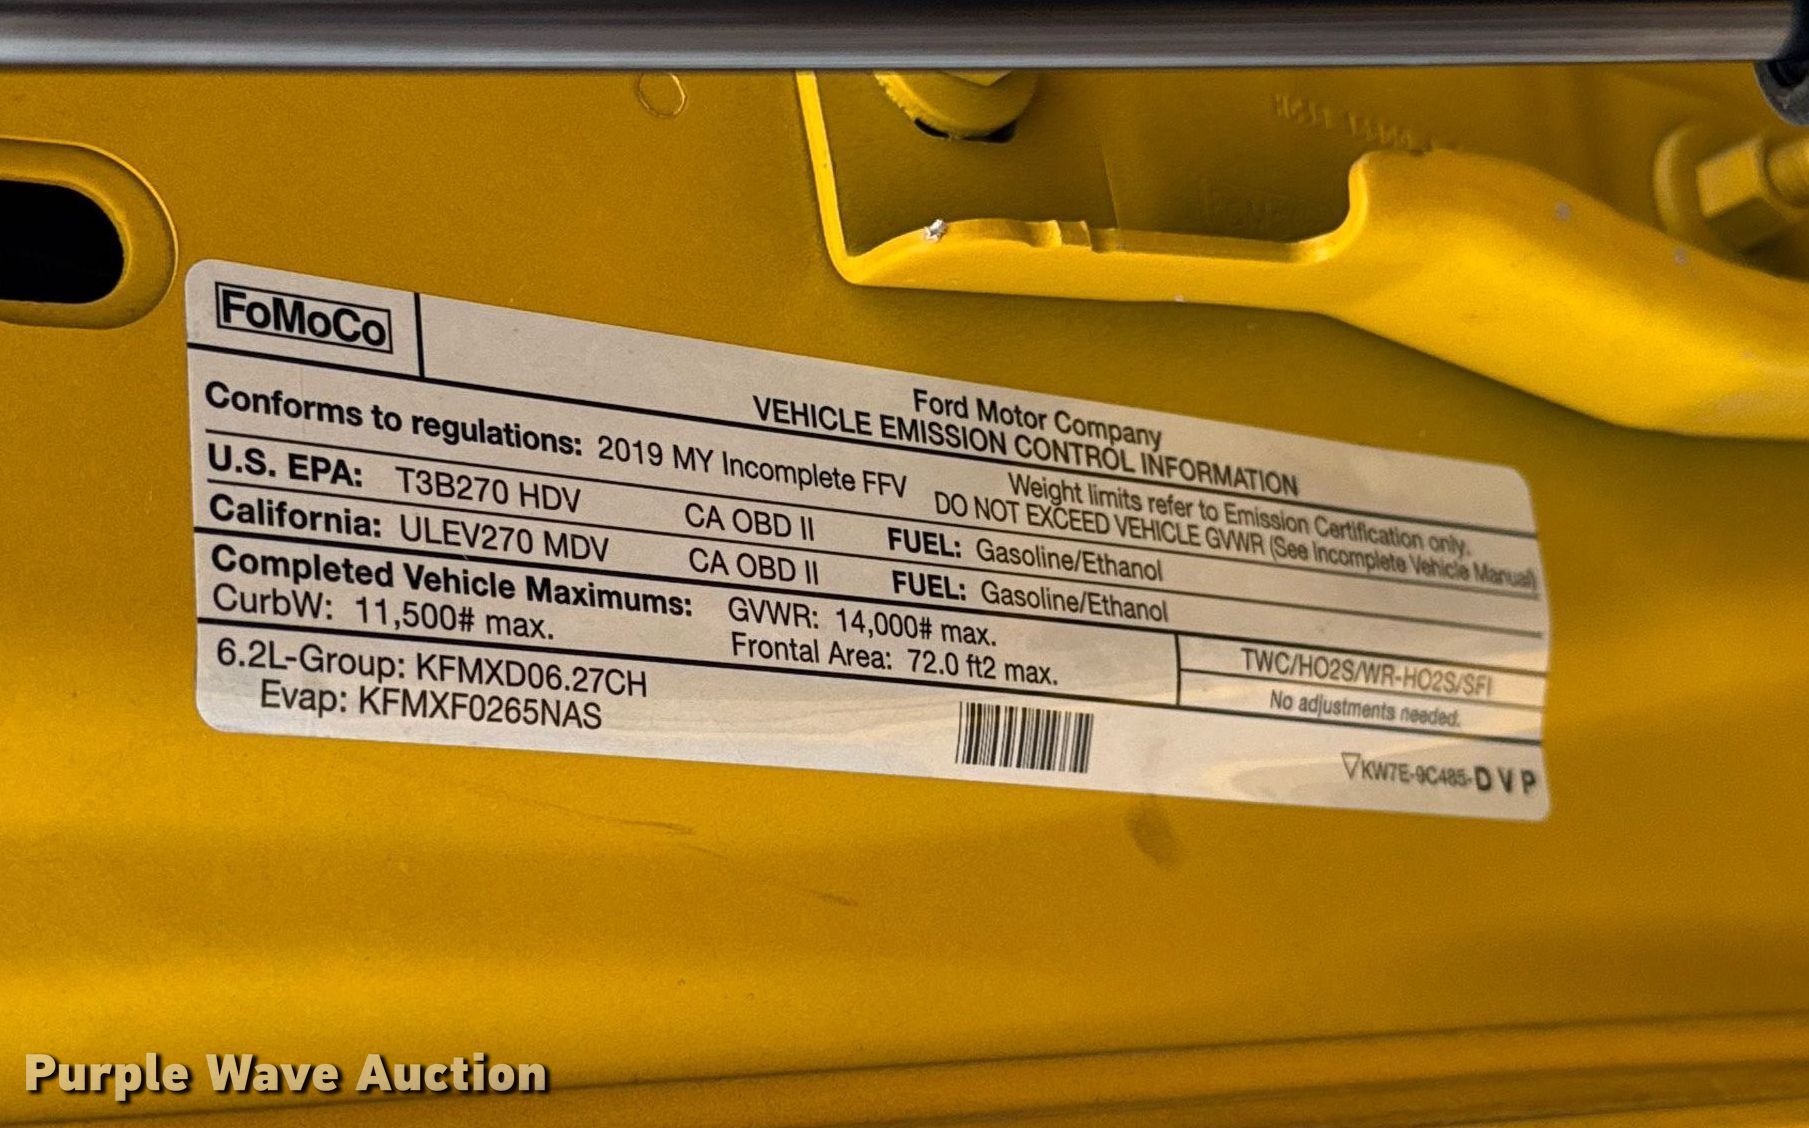 FoMoCo
Ford Motor Company
VEHICLE EMISSION CONTROL INFORMATION
Conforms to regulations: 2019 MY Incomplete FFV
Weight limits refer to Emission Certification only.
DO NOT EXCEED VEHICLE GVWR (See Incomplete Vehicle Manual)
U.S. EPA: T3B270 HDV CA OBD II FUEL: Gasoline/Ethanol
California: ULEV270 MDV CA OBD II FUEL: Gasoline/Ethanol
Completed Vehicle Maximums: GVWR: 14,000# max.
CurbW: 11,500# max. Frontal Area: 72.0 ft2 max.
TWC/HO2S/WR-HO2S/SFI
No adjustments needed.
6.2L-Group: KFMXD06.27CH
Evap: KFMXF0265NAS
KW7E-9C485-DVP
Purple Wave Auction